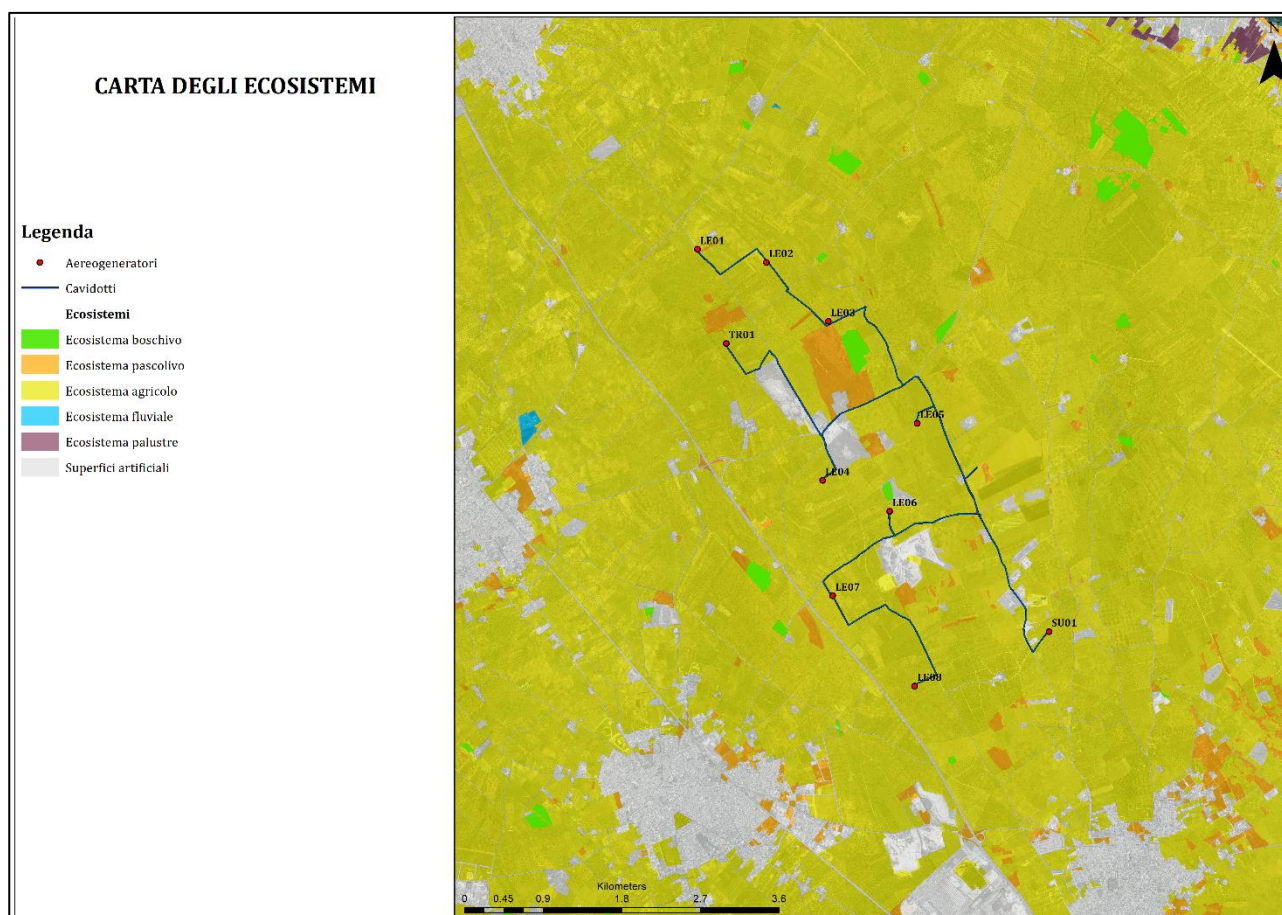 CARTA DEGLI ECOSISTEMI
Legenda
Aereogeneratori
Cavidotti
Ecosistemi
Ecosistema boschivo
Ecosistema pascolivo
Ecosistema agricolo
Ecosistema fluviale
Ecosistema palustre
Superfici artificiali
N
LE01
LE02
LE03
TR01
LE05
LE04
LE06
LE07
SU01
LE08
Kilometers
0 0.45 0.9 1.8 2.7 3.6